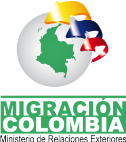 MIGRACIÓN
COLOMBIA
Ministerio de Relaciones Exteriores